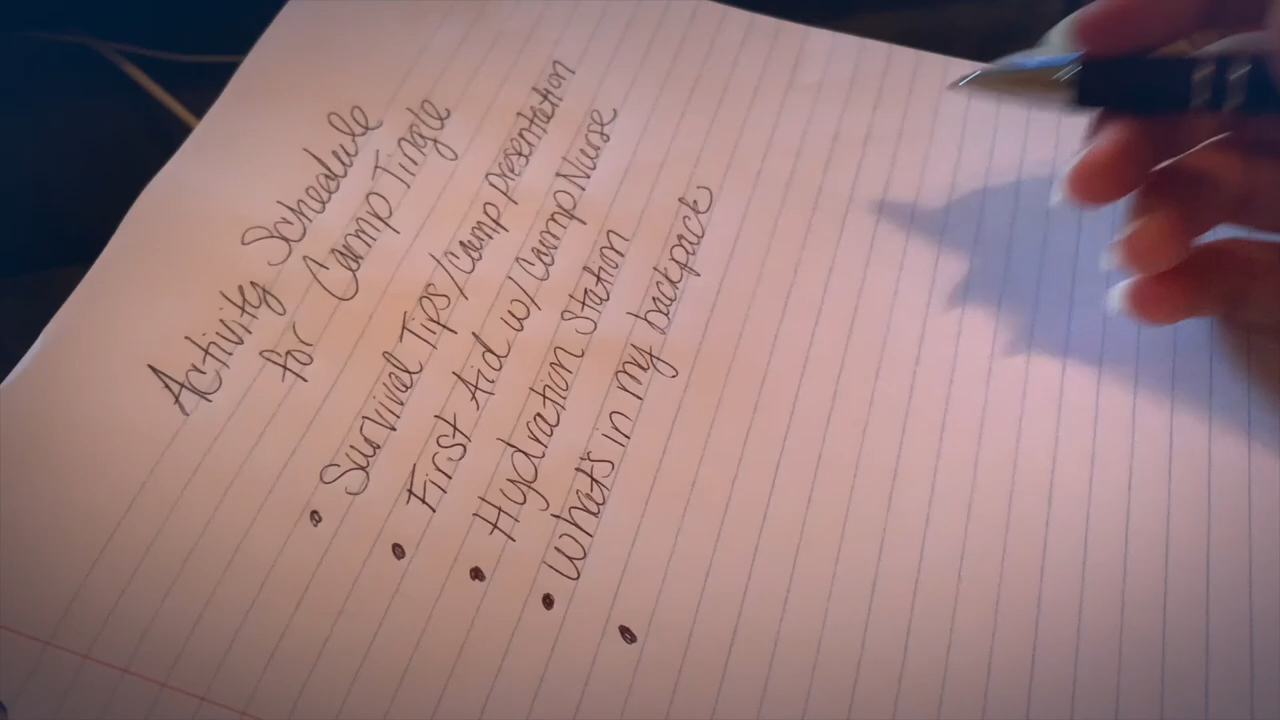 Activity Schedule
for Camp Tingle
• Survival Tips/Camp Presentation
• First Aid w/ Camp Nurse
• Hydration Station
• What's in my backpack
•